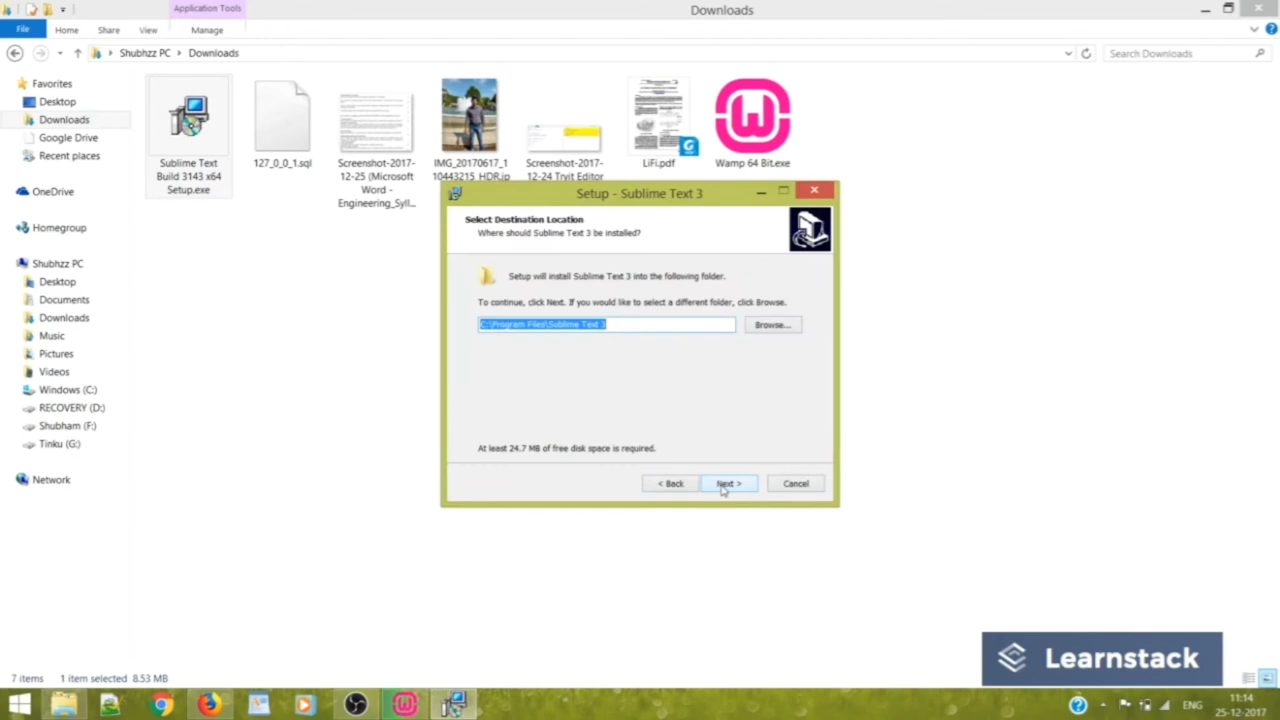 Application Tools
Downloads
File
Home
Share
View
Manage
Shubhzz PC
Downloads
Search Downloads
Favorites
Desktop
Downloads
Google Drive
Recent places
OneDrive
Homegroup
Shubhzz PC
Desktop
Documents
Downloads
Music
Pictures
Videos
Windows (C:)
RECOVERY (D:)
Shubham (F:)
Tinku (G:)
Network
Sublime Text
Build 3143 x64
Setup.exe
127_0_0_1.sql
Screenshot-2017-
12-25 (Microsoft
Word -
Engineering_Syll...
IMG_20170617_1
10443215_HDR.jp
Screenshot-2017-
12-24 Tryit Editor
LiFi.pdf
Wamp 64 Bit.exe
Setup - Sublime Text 3
Select Destination Location
Where should Sublime Text 3 be installed?
Setup will install Sublime Text 3 into the following folder.
To continue, click Next. If you would like to select a different folder, click Browse.
C:\Program Files\Sublime Text 3
Browse...
At least 24.7 MB of free disk space is required.
< Back
Next >
Cancel
Learnstack
7 items
1 item selected 8.53 MB
ENG
11:14
25-12-2017